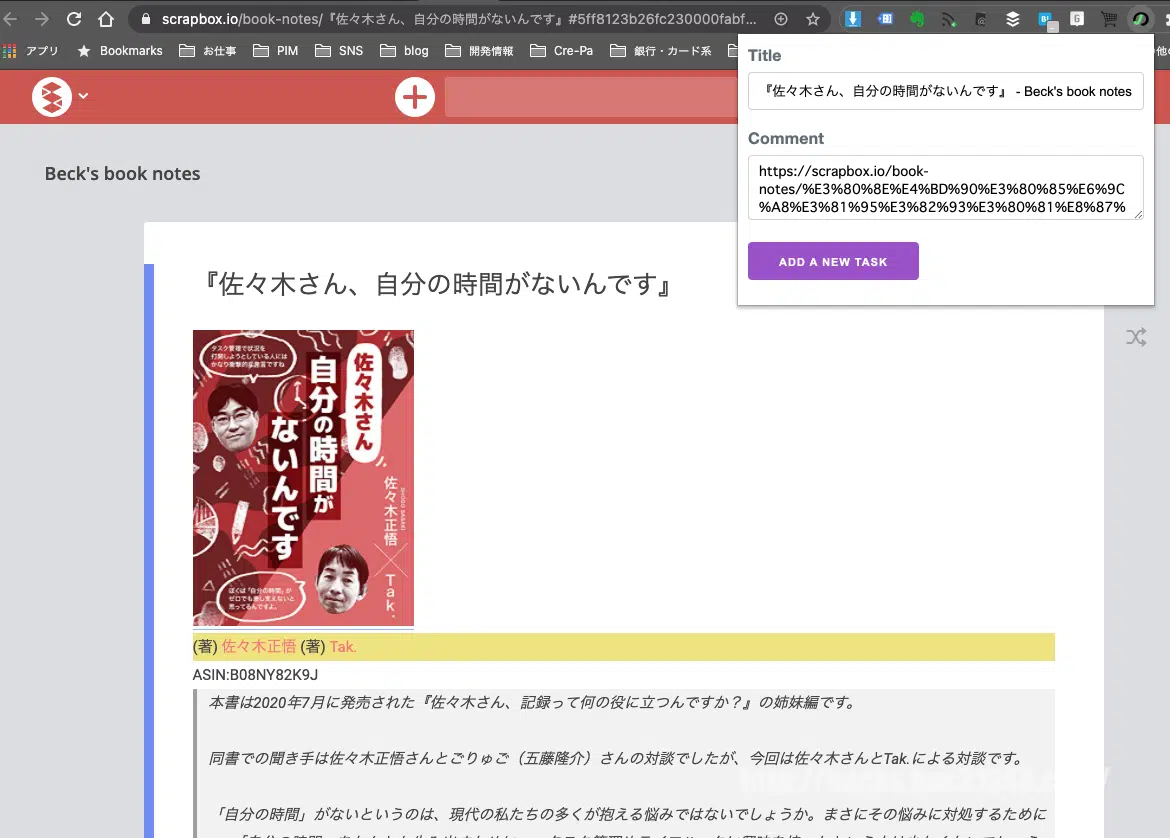 scrapbox.io/book-notes/『佐々木さん、自分の時間がないんです』#5ff8123b26fc230000fabf...
アプリ Bookmarks お仕事 PIM SNS blog 開発情報 Cre-Pa 銀行・カード系
Title
『佐々木さん、自分の時間がないんです』 - Beck's book notes
Comment
https://scrapbox.io/book-
notes/%E3%80%8E%E4%BD%90%E3%80%85%E6%9C
%A8%E3%81%95%E3%82%93%E3%80%81%E8%87%
ADD A NEW TASK
Beck's book notes
『佐々木さん、自分の時間がないんです』
タスク管理で状況を
打開しようとしている人には
かなり衝撃的な発言ですね
佐々木さん
自分の時間が
ないんです
佐々木正悟
×
Tak.
ぼくは「自分の時間」が
ゼロでも差し支えないと
思ってるんですよ。
(著) 佐々木正悟 (著) Tak.
ASIN:B08NY82K9J
本書は2020年7月に発売された『佐々木さん、記録って何の役に立つんですか？』の姉妹編です。
同書での聞き手は佐々木正悟さんとごりゅご（五藤隆介）さんの対談でしたが、今回は佐々木さんとTak.による対談です。
「自分の時間」がないというのは、現代の私たちの多くが抱える悩みではないでしょうか。まさにその悩みに対処するために